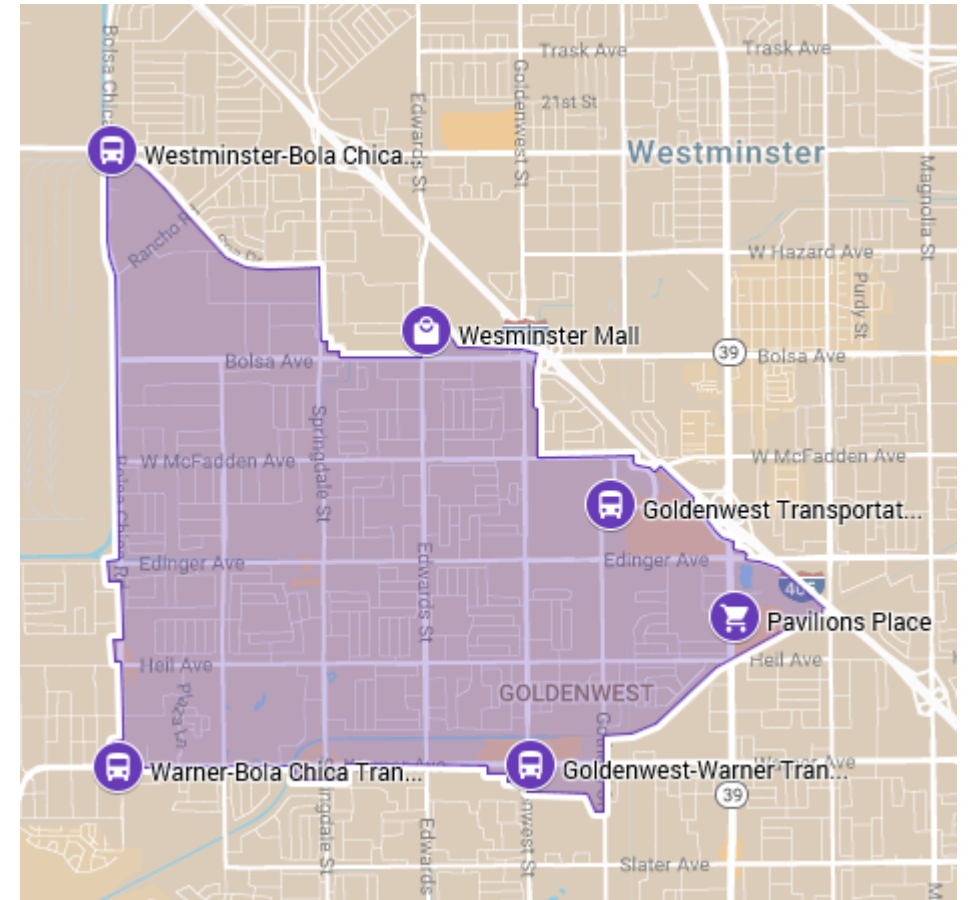 Bolsa Chica
Trask Ave
Trask Ave
Goldenwest St
21st St
Edwards St
Westminster-Bola Chica...
Westminster
Magnolia St
Rancho R
W Hazard Ave
Purdy St
Wesminster Mall
Bolsa Ave
39
Bolsa Ave
Springdale St
W McFadden Ave
W McFadden Ave
Goldenwest Transportat...
Edinger Ave
Edwards St
Edinger Ave
405
Pavilions Place
Heil Ave
Heil Ave
Plaza Ln
GOLDENWEST
Warner-Bola Chica Tran...
Goldenwest-Warner Tran...
Warner Ave
39
Edwards
Slater Ave